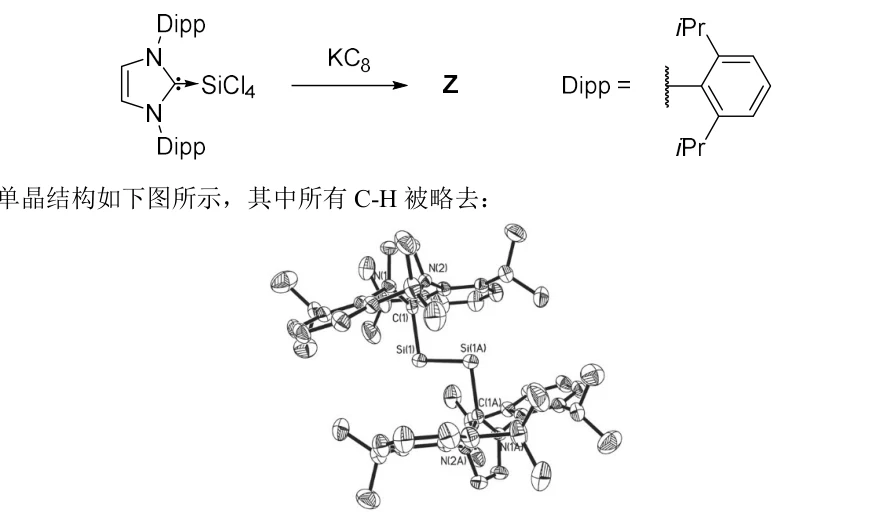 Dipp
N
:
SiCl4
N
Dipp
KC8
Z
Dipp =
iPr
iPr
单晶结构如下图所示，其中所有 C-H 被略去：
N(1
N(2)
C(1)
Si(1)
Si(1A)
C(1A)
N(2A)
N(1A)